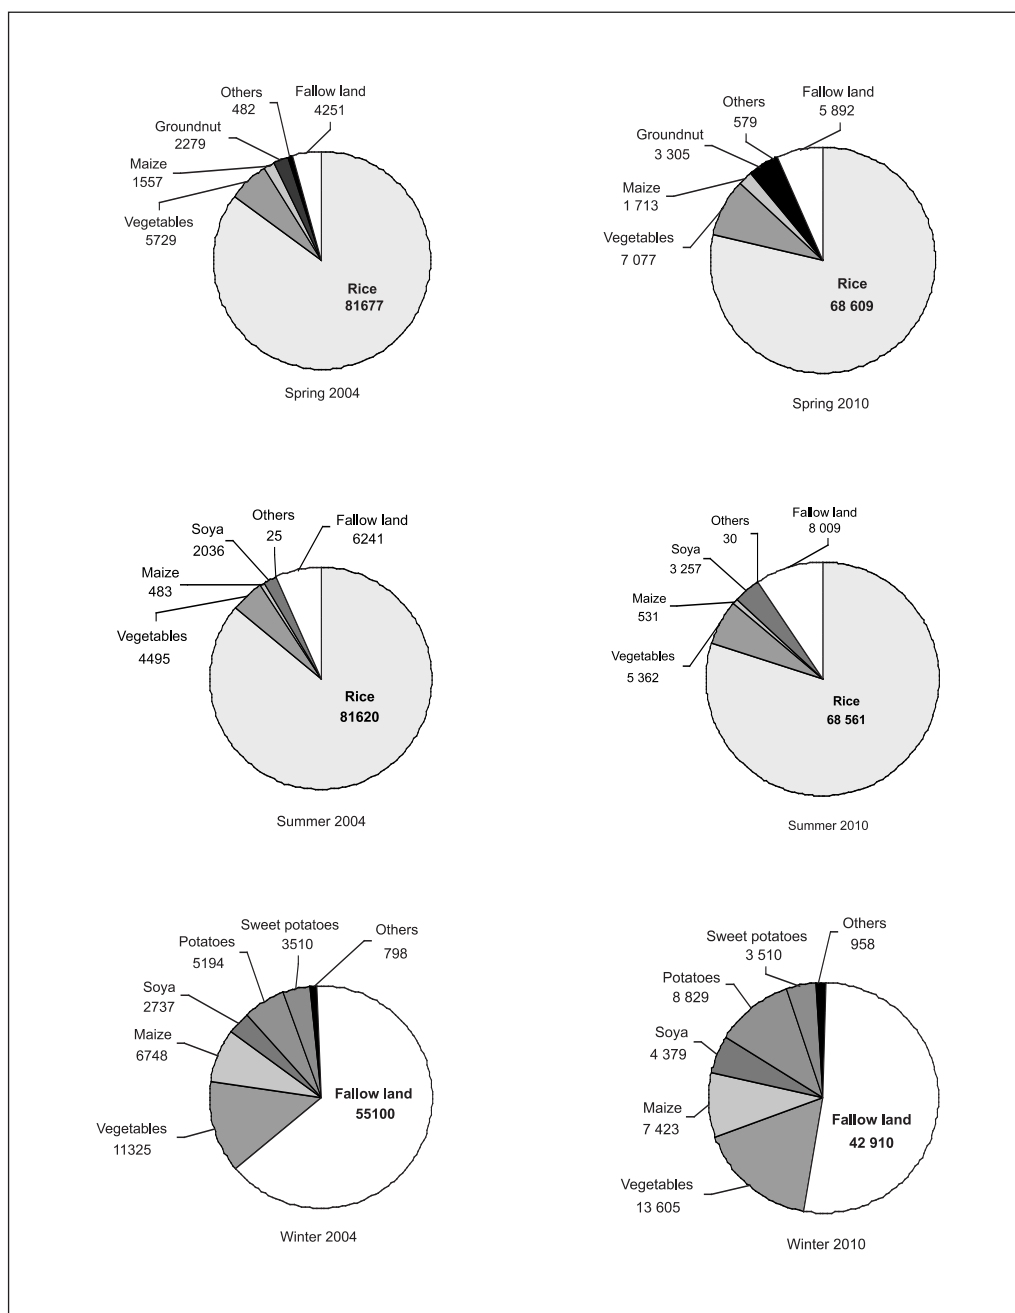 Others
482
Fallow land
4251
Groundnut
2279
Maize
1557
Vegetables
5729
Rice
81677
Spring 2004
Others
579
Fallow land
5 892
Groundnut
3 305
Maize
1 713
Vegetables
7 077
Rice
68 609
Spring 2010
Soya
2036
Others
25
Fallow land
6241
Maize
483
Vegetables
4495
Rice
81620
Summer 2004
Others
30
Fallow land
8 009
Soya
3 257
Maize
531
Vegetables
5 362
Rice
68 561
Summer 2010
Sweet potatoes
3510
Others
798
Potatoes
5194
Soya
2737
Maize
6748
Vegetables
11325
Fallow land
55100
Winter 2004
Sweet potatoes
3 510
Others
958
Potatoes
8 829
Soya
4 379
Maize
7 423
Vegetables
13 605
Fallow land
42 910
Winter 2010